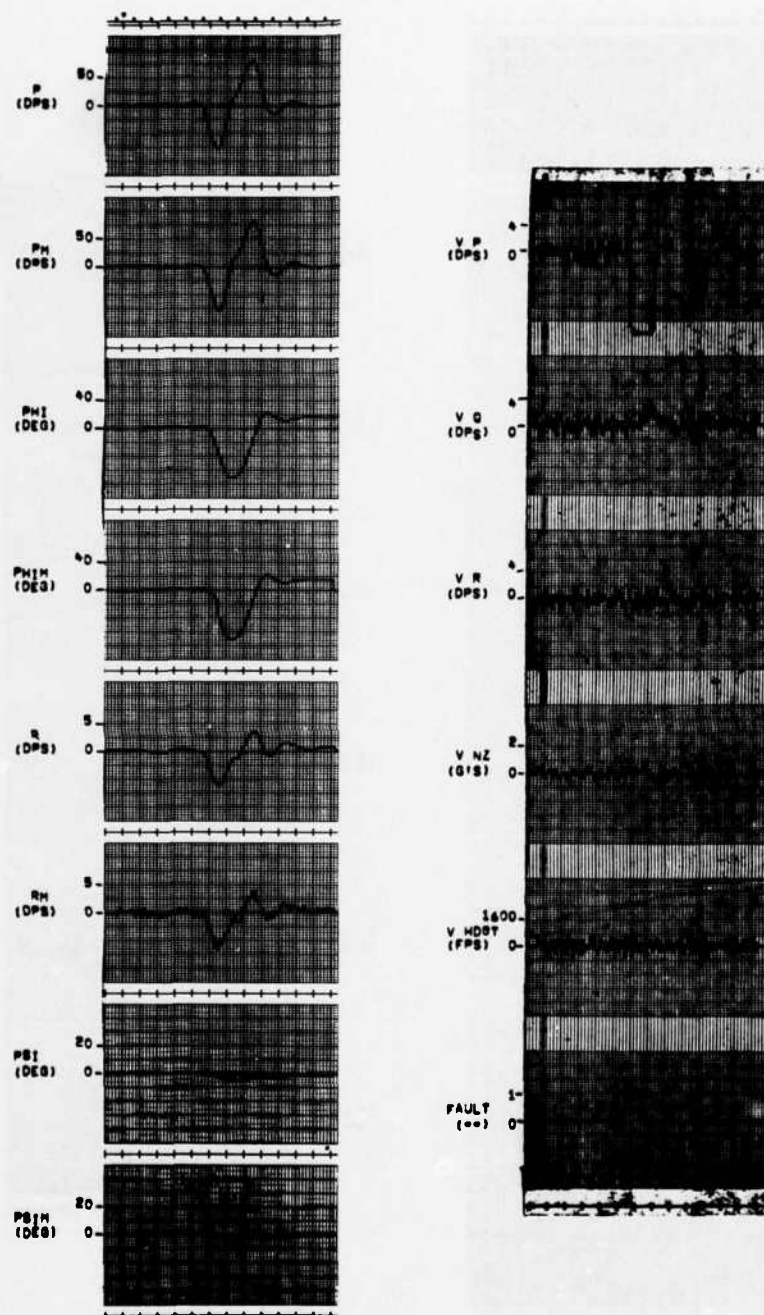 P
(DPS)
50
0
PM
(DPS)
50
0
PHI
(DEG)
40
0
PHIM
(DEG)
40
0
R
(DPS)
5
0
RM
(DPS)
5
0
PSI
(DEG)
20
0
PSIM
(DEG)
20
0
V P
(DPS)
4
0
V Q
(DPS)
4
0
V R
(DPS)
4
0
V NZ
(G'S)
2
0
V HDOT
(FPS)
1600
0
FAULT
(**)
1
0